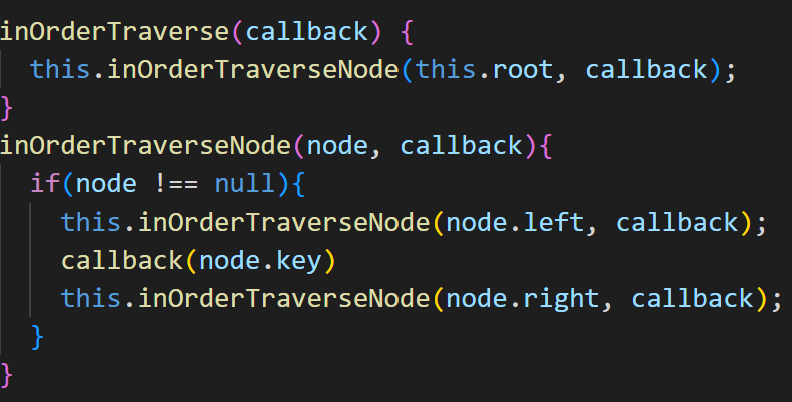 inOrderTraverse(callback) {
  this.inOrderTraverseNode(this.root, callback);
}
inOrderTraverseNode(node, callback){
  if(node !== null){
    this.inOrderTraverseNode(node.left, callback);
    callback(node.key)
    this.inOrderTraverseNode(node.right, callback);
  }
}